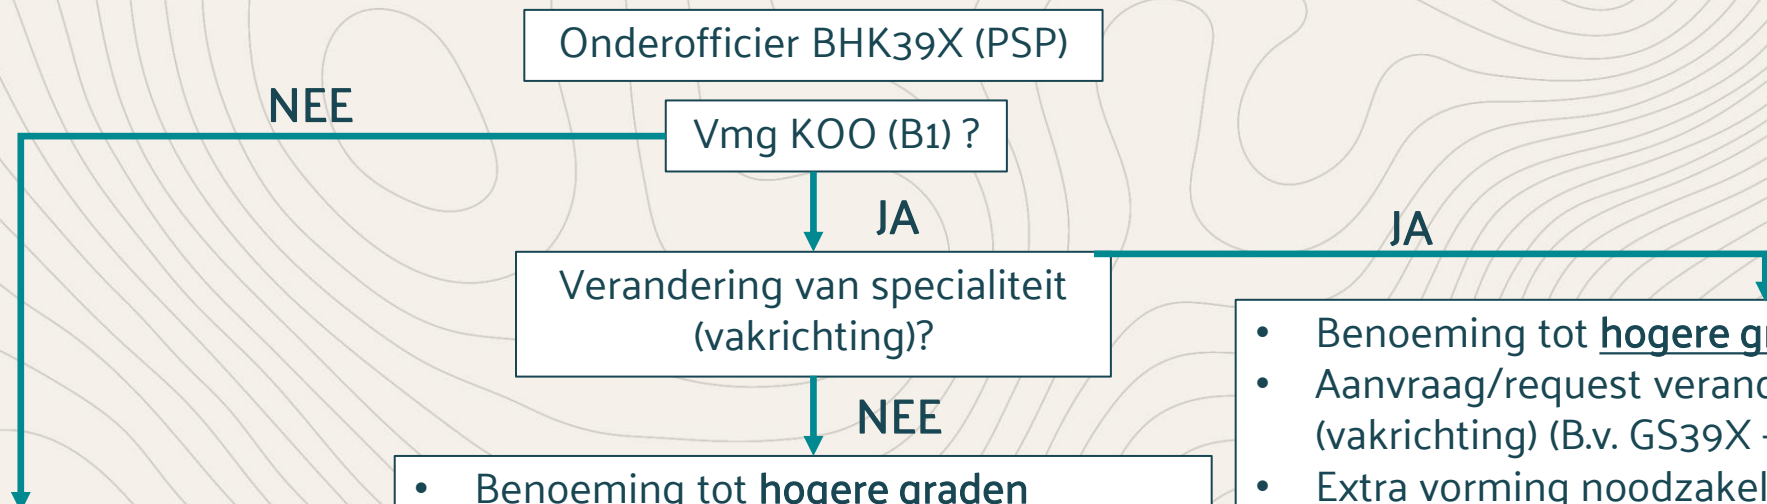 Onderofficier BHK39X (PSP)
NEE
Vmg KOO (B1) ?
JA
JA
Verandering van specialiteit
(vakrichting)?
NEE
• Benoeming tot hogere graden
• Benoeming tot hogere
• Aanvraag/request
(vakrichting) (B.v. GS39X
• Extra vorming